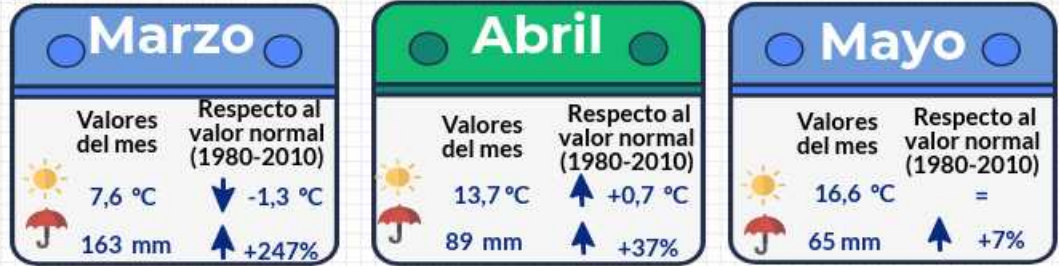 Marzo
Valores
del mes
Respecto al
valor normal
(1980-2010)
7,6 ºC
-1,3 ºC
163 mm
+247%
Abril
Valores
del mes
Respecto al
valor normal
(1980-2010)
13,7 ºC
+0,7 ºC
89 mm
+37%
Mayo
Valores
del mes
Respecto al
valor normal
(1980-2010)
16,6 ºC
=
65 mm
+7%